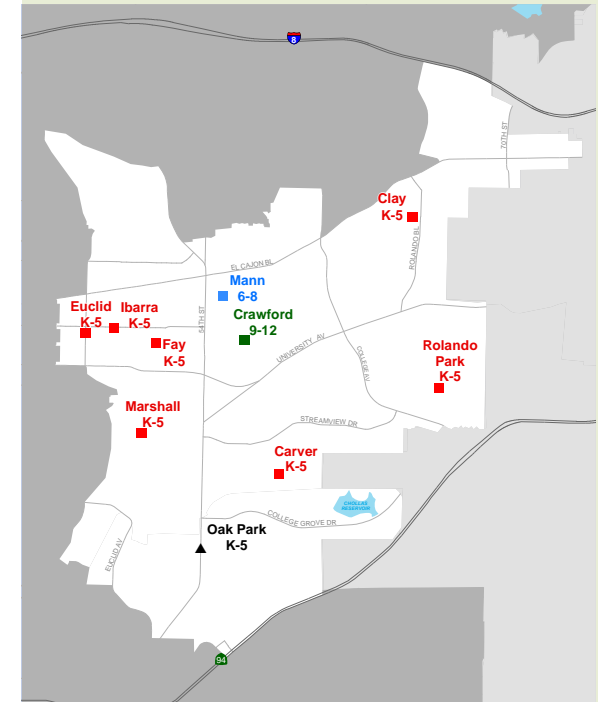 8
70TH ST
Clay
K-5
ROLANDO BL
EL CAJON BL
Mann
6-8
54TH ST
Euclid
K-5
Ibarra
K-5
Crawford
9-12
Fay
K-5
UNIVERSITY AV
COLLEGE AV
Rolando
Park
K-5
Marshall
K-5
STREAMVIEW DR
Carver
K-5
CHOLLAS
RESERVOIR
COLLEGE GROVE DR
EUCLID AV
Oak Park
K-5
94